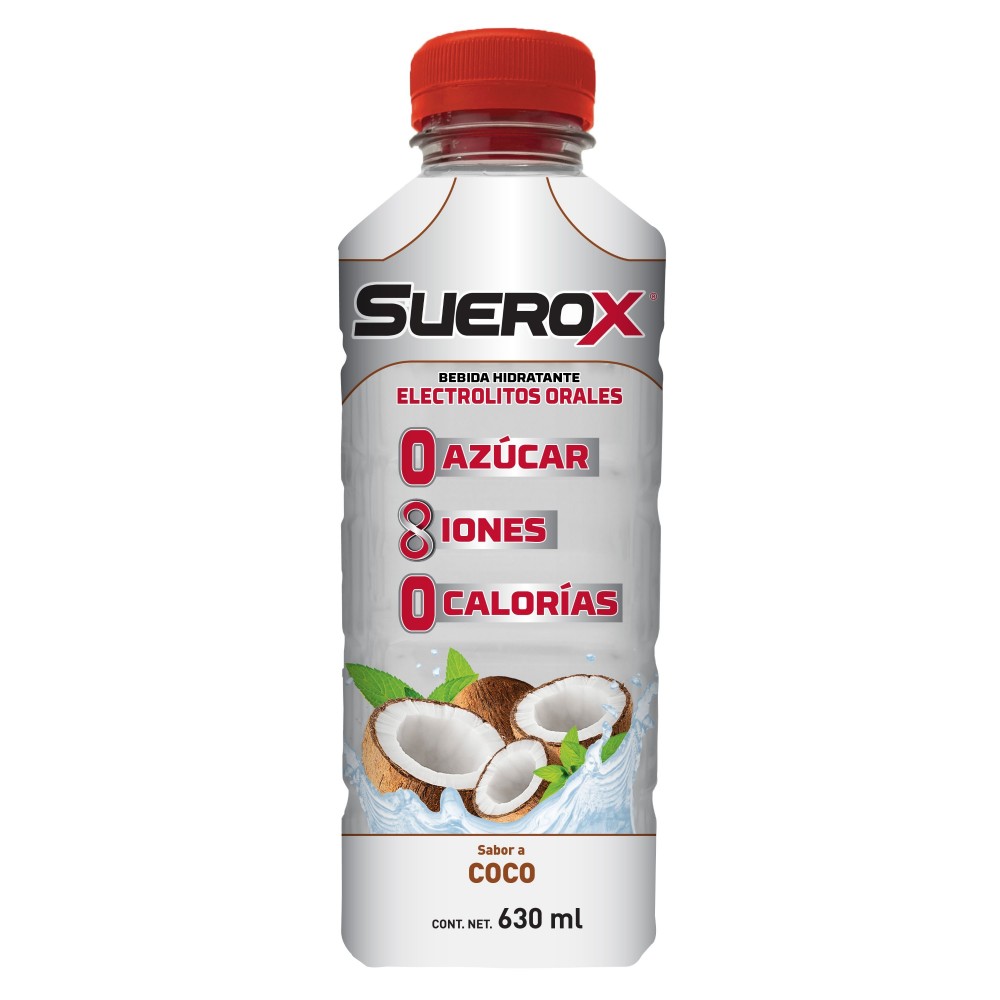 SUEROX®
BEBIDA HIDRATANTE
ELECTROLITOS ORALES
0 AZÚCAR
8 IONES
0 CALORÍAS
Sabor a
COCO
CONT. NET. 630 ml